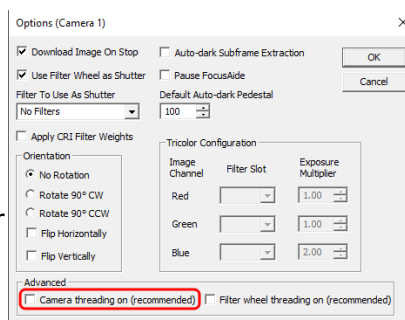 Options (Camera 1)
Download Image On Stop
Auto-dark Subframe Extraction
OK
Use Filter Wheel as Shutter
Pause FocusAide
Cancel
Filter To Use As Shutter
Default Auto-dark Pedestal
No Filters
100
Apply CRI Filter Weights
Tricolor Configuration
Orientation
Image Channel
Filter Slot
Exposure Multiplier
No Rotation
Red
1.00
Rotate 90° CW
Rotate 90° CCW
Green
1.00
Flip Horizontally
Flip Vertically
Blue
2.00
Advanced
Camera threading on (recommended)
Filter wheel threading on (recommended)